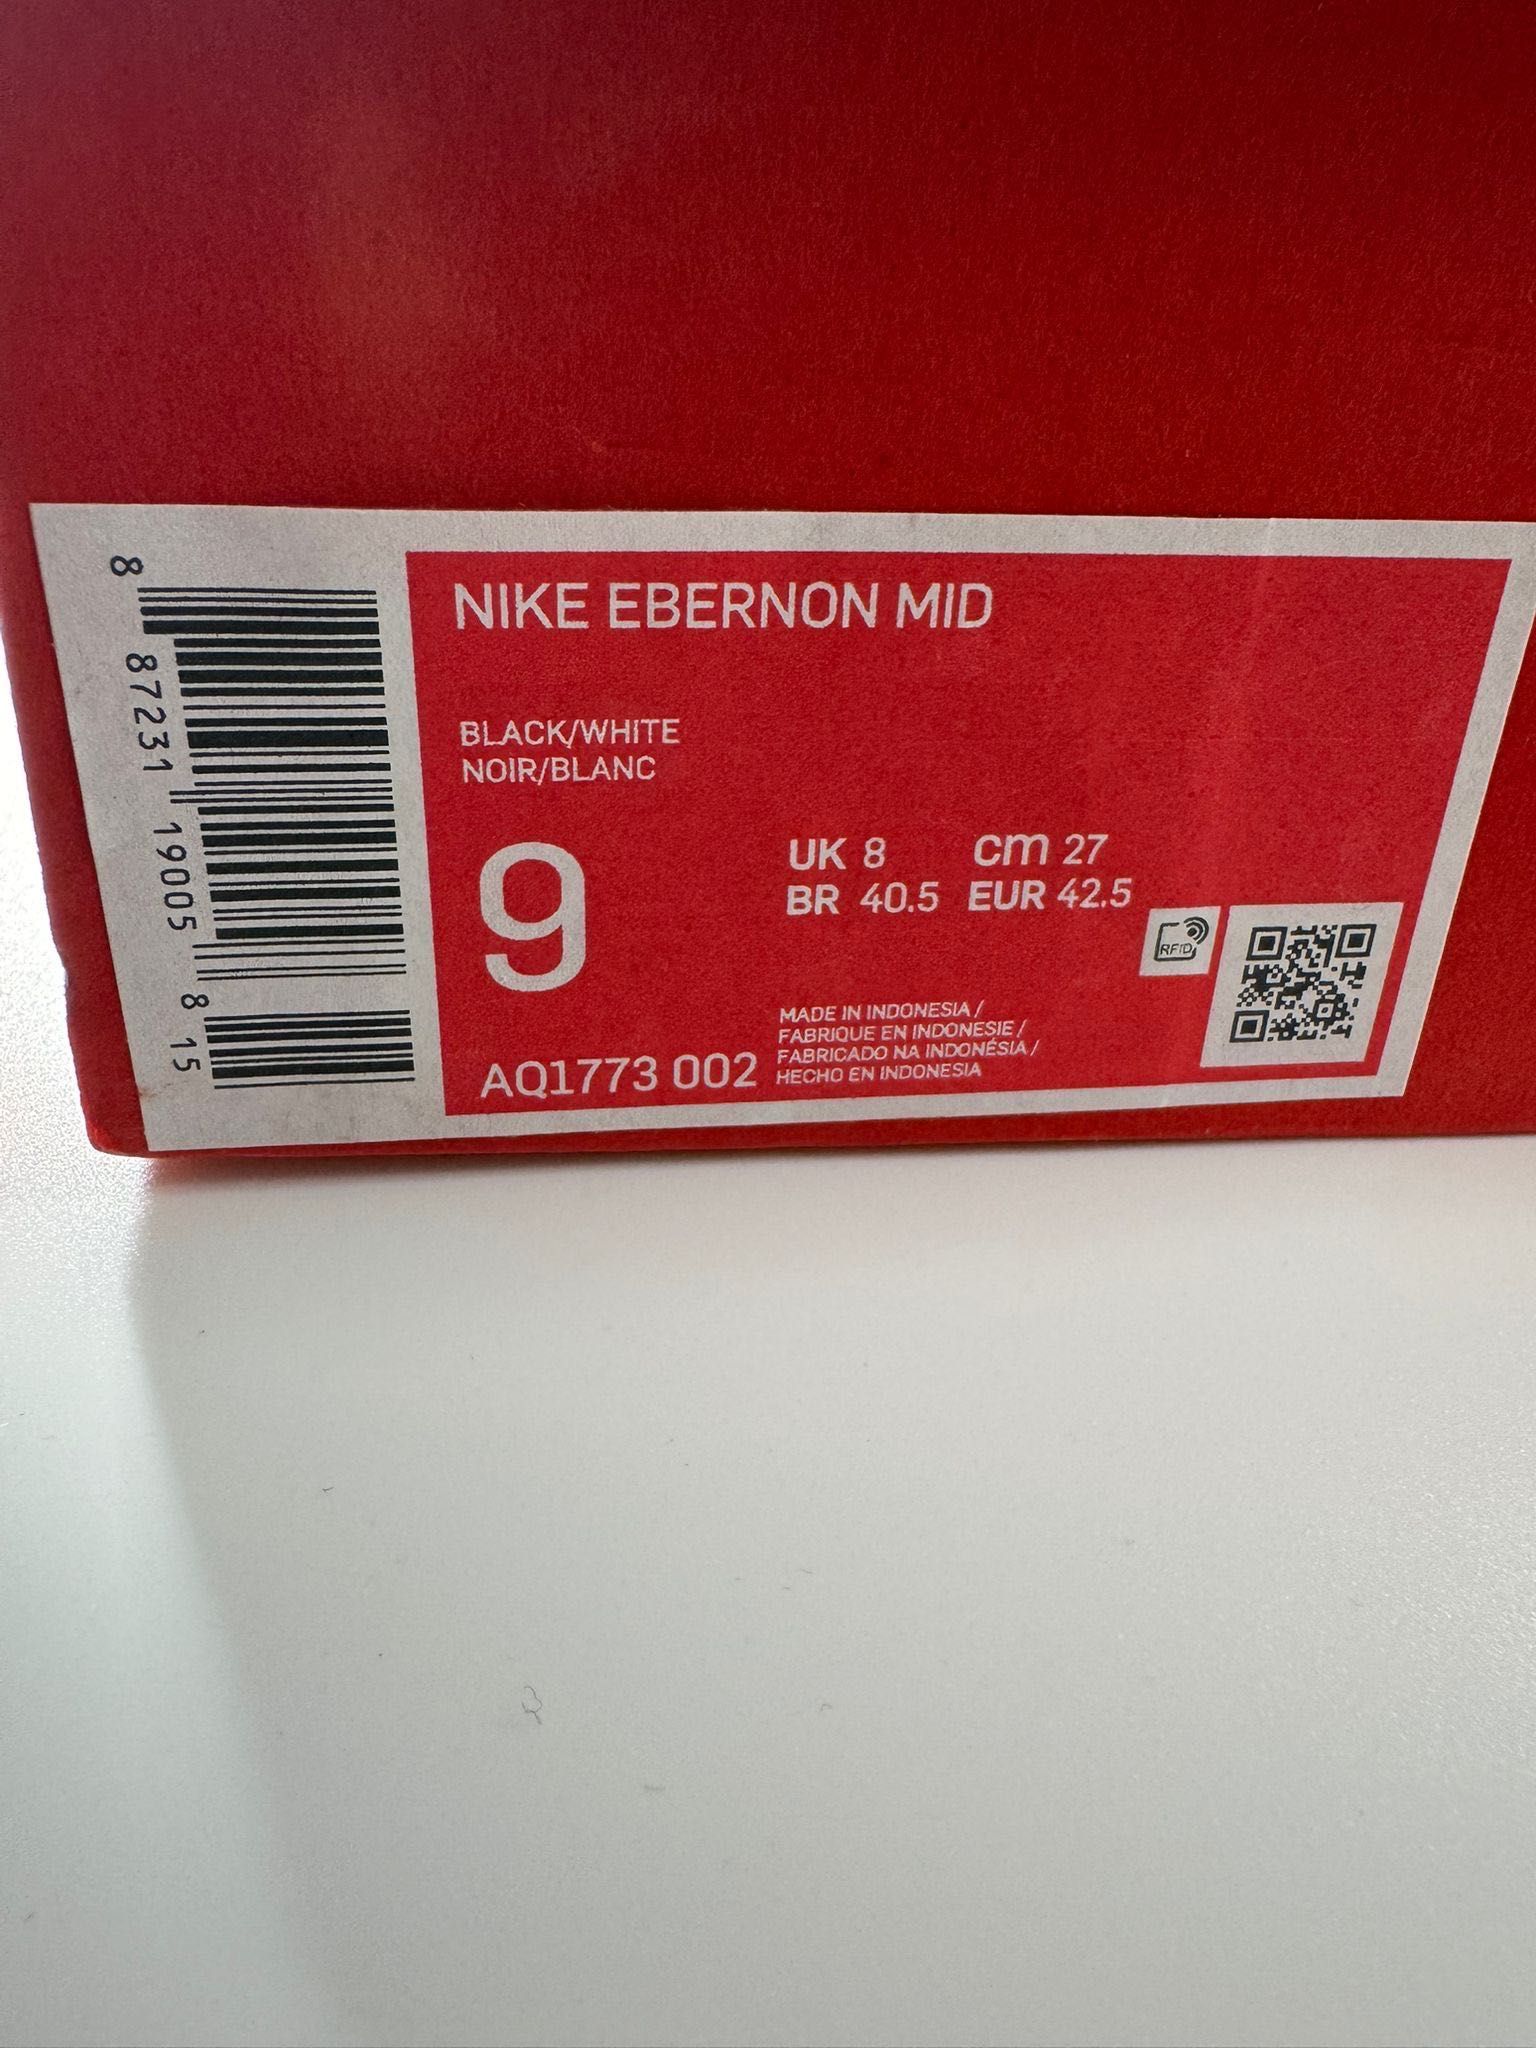 8 87231 19005 8 15
NIKE EBERNON MID
BLACK/WHITE
NOIR/BLANC
9
UK 8 cm 27
BR 40.5 EUR 42.5
RFID
AQ1773 002
MADE IN INDONESIA /
FABRIQUE EN INDONESIE /
FABRICADO NA INDONÉSIA /
HECHO EN INDONESIA